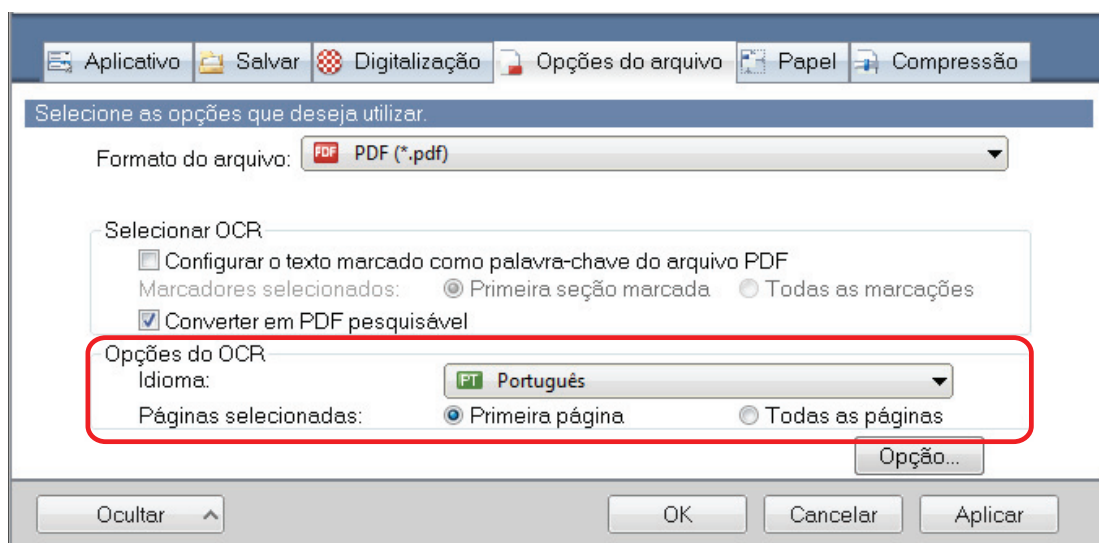 Aplicativo Salvar Digitalização Opções do arquivo Papel Compressão
Selecione as opções que deseja utilizar.
Formato do arquivo: PDF PDF (*.pdf)
Selecionar OCR
Configurar o texto marcado como palavra-chave do arquivo PDF
Marcadores selecionados: Primeira seção marcada Todas as marcações
Converter em PDF pesquisável
Opções do OCR
Idioma: PT Português
Páginas selecionadas: Primeira página Todas as páginas
Opção...
Ocultar OK Cancelar Aplicar